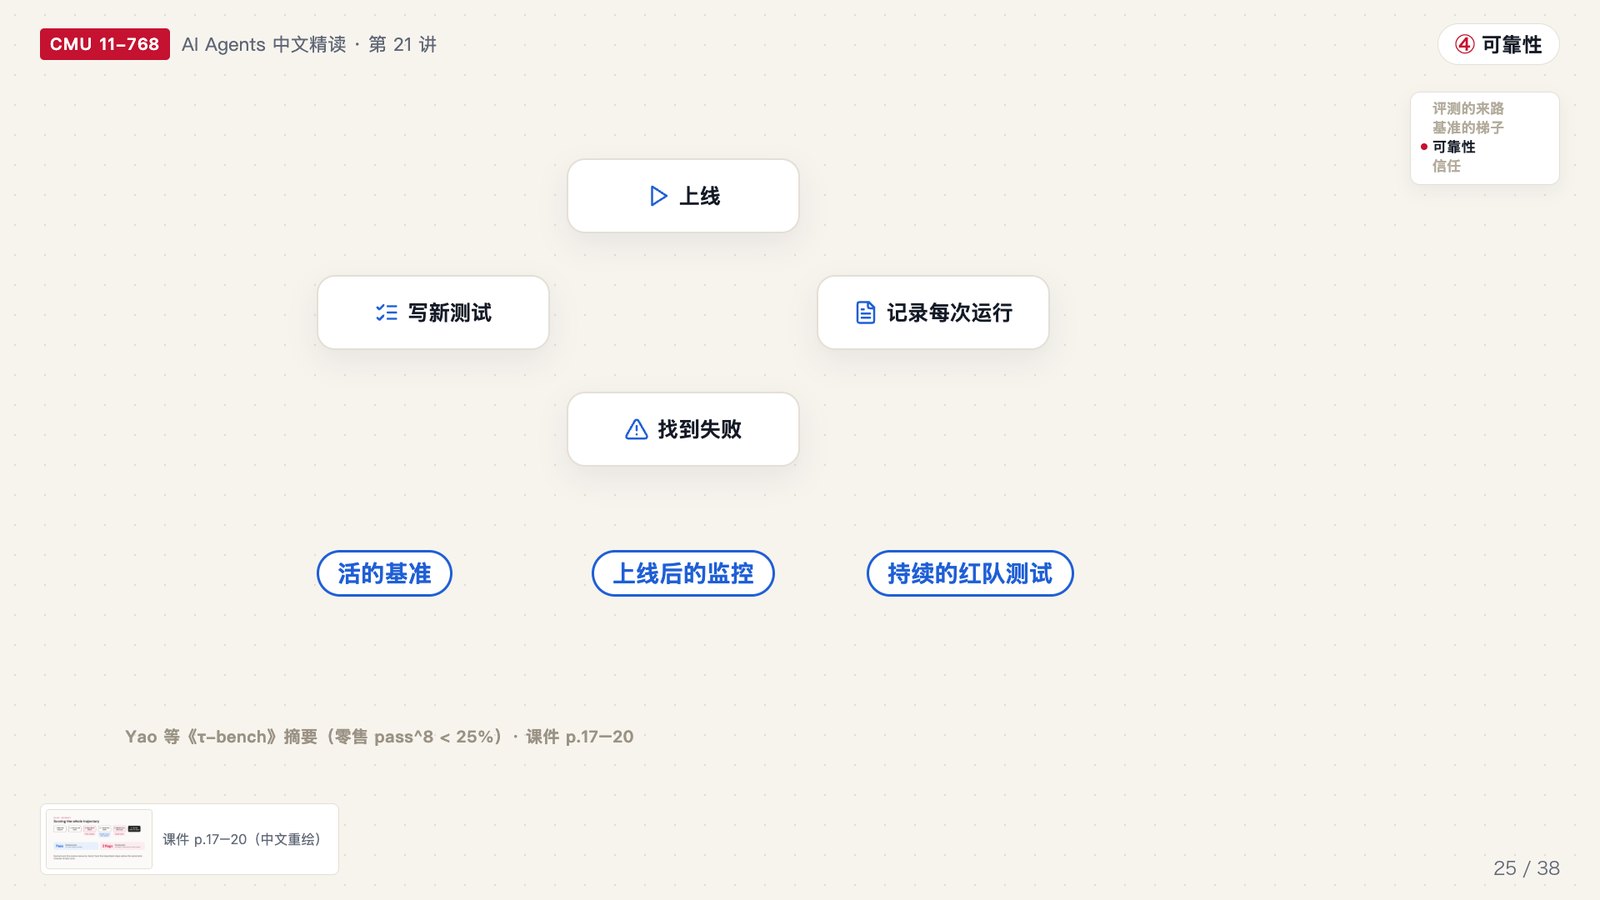 CMU 11-768 AI Agents 中文精读 · 第 21 讲
④ 可靠性
评测的来路
基准的梯子
可靠性
信任
上线
写新测试
记录每次运行
找到失败
活的基准
上线后的监控
持续的红队测试
Yao 等《τ-bench》摘要（零售 pass^8 < 25%）· 课件 p.17—20
课件 p.17—20（中文重绘）
25 / 38